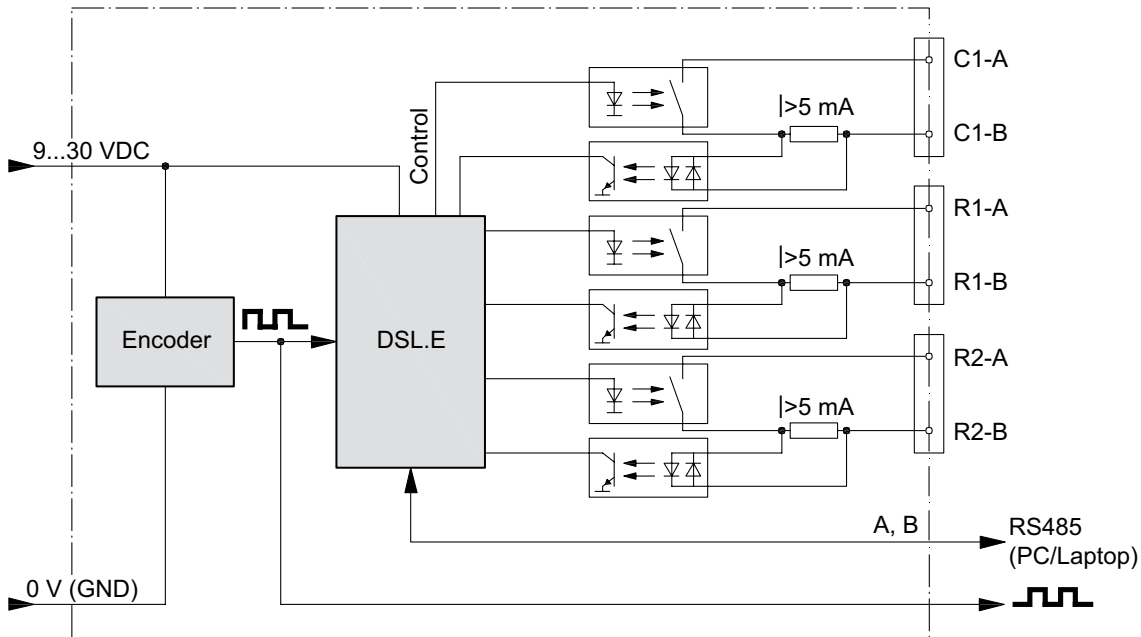 C1-A
|>5 mA
C1-B
Control
9...30 VDC
R1-A
|>5 mA
R1-B
Encoder
DSL.E
R2-A
|>5 mA
R2-B
A, B
RS485
(PC/Laptop)
0 V (GND)